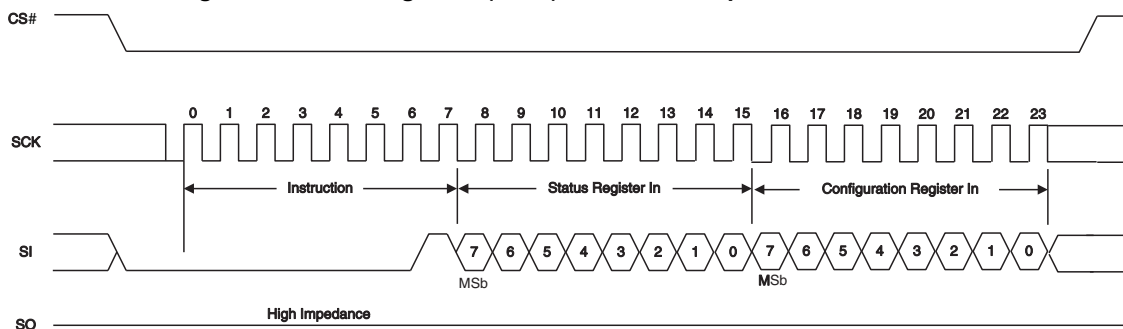 CS#
0 1 2 3 4 5 6 7 8 9 10 11 12 13 14 15 16 17 18 19 20 21 22 23
SCK
Instruction Status Register In Configuration Register In
SI 7 6 5 4 3 2 1 0 7 6 5 4 3 2 1 0
MSb MSb
High Impedance
SO